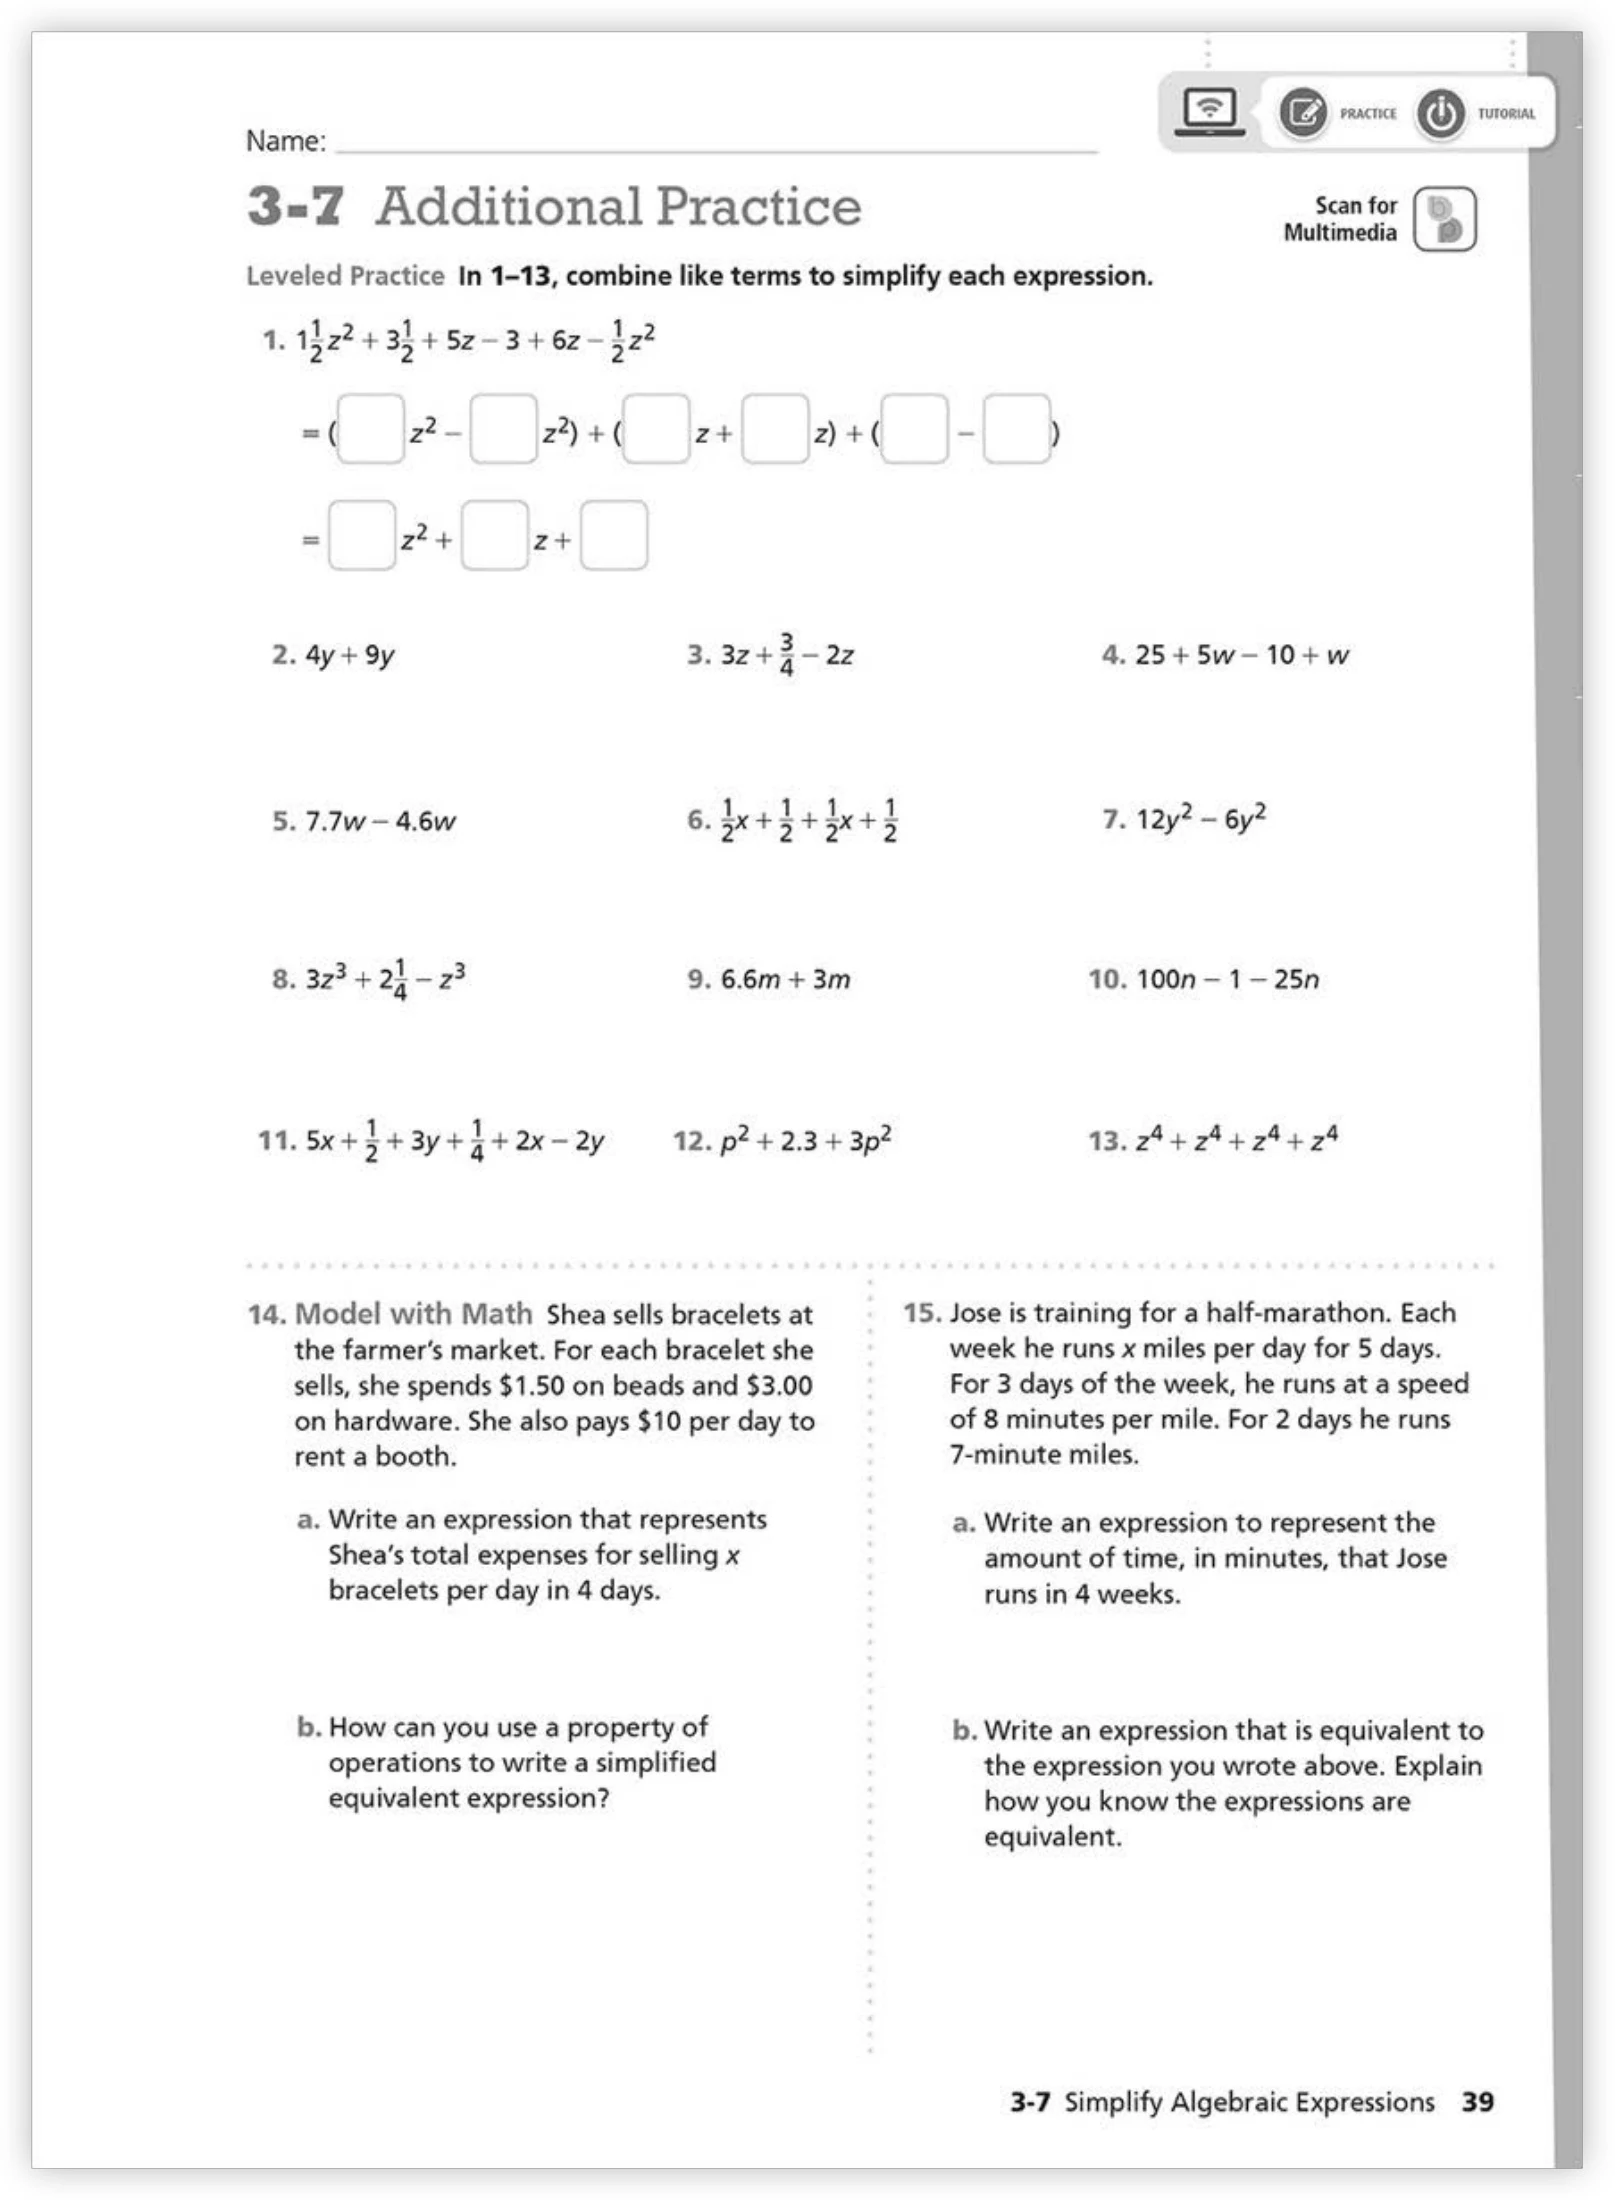 PRACTICE TUTORIAL
Name:
3-7 Additional Practice
Scan for
Multimedia
Leveled Practice In 1–13, combine like terms to simplify each expression.
1. 1 1/2 z² + 3 1/2 + 5z − 3 + 6z − 1/2 z²
= ( z² − z²) + ( z + z) + ( − )
= z² + z +
2. 4y + 9y 3. 3z + 3/4 − 2z 4. 25 + 5w − 10 + w
5. 7.7w − 4.6w 6. 1/2 x + 1/2 + 1/2 x + 1/2 7. 12y² − 6y²
8. 3z³ + 2 1/4 − z³ 9. 6.6m + 3m 10. 100n − 1 − 25n
11. 5x + 1/2 + 3y + 1/4 + 2x − 2y 12. p² + 2.3 + 3p² 13. z⁴ + z⁴ + z⁴ + z⁴
14. Model with Math Shea sells bracelets at
the farmer's market. For each bracelet she
sells, she spends $1.50 on beads and $3.00
on hardware. She also pays $10 per day to
rent a booth.
a. Write an expression that represents
Shea's total expenses for selling x
bracelets per day in 4 days.
b. How can you use a property of
operations to write a simplified
equivalent expression?
15. Jose is training for a half-marathon. Each
week he runs x miles per day for 5 days.
For 3 days of the week, he runs at a speed
of 8 minutes per mile. For 2 days he runs
7-minute miles.
a. Write an expression to represent the
amount of time, in minutes, that Jose
runs in 4 weeks.
b. Write an expression that is equivalent to
the expression you wrote above. Explain
how you know the expressions are
equivalent.
3-7 Simplify Algebraic Expressions 39